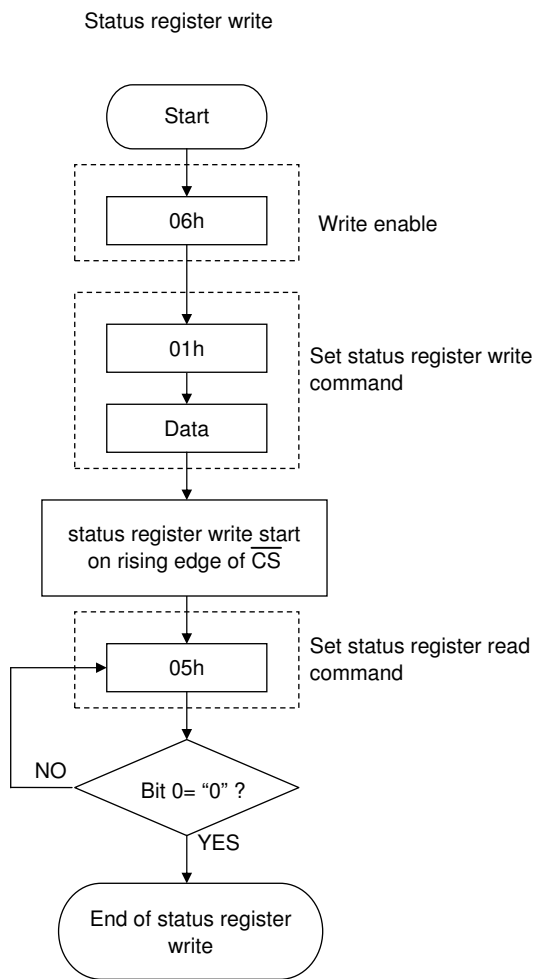 Status register write
Start
06h
Write enable
01h
Set status register write
command
Data
status register write start
on rising edge of C̅S̅
05h
Set status register read
command
NO
Bit 0= “0” ?
YES
End of status register
write